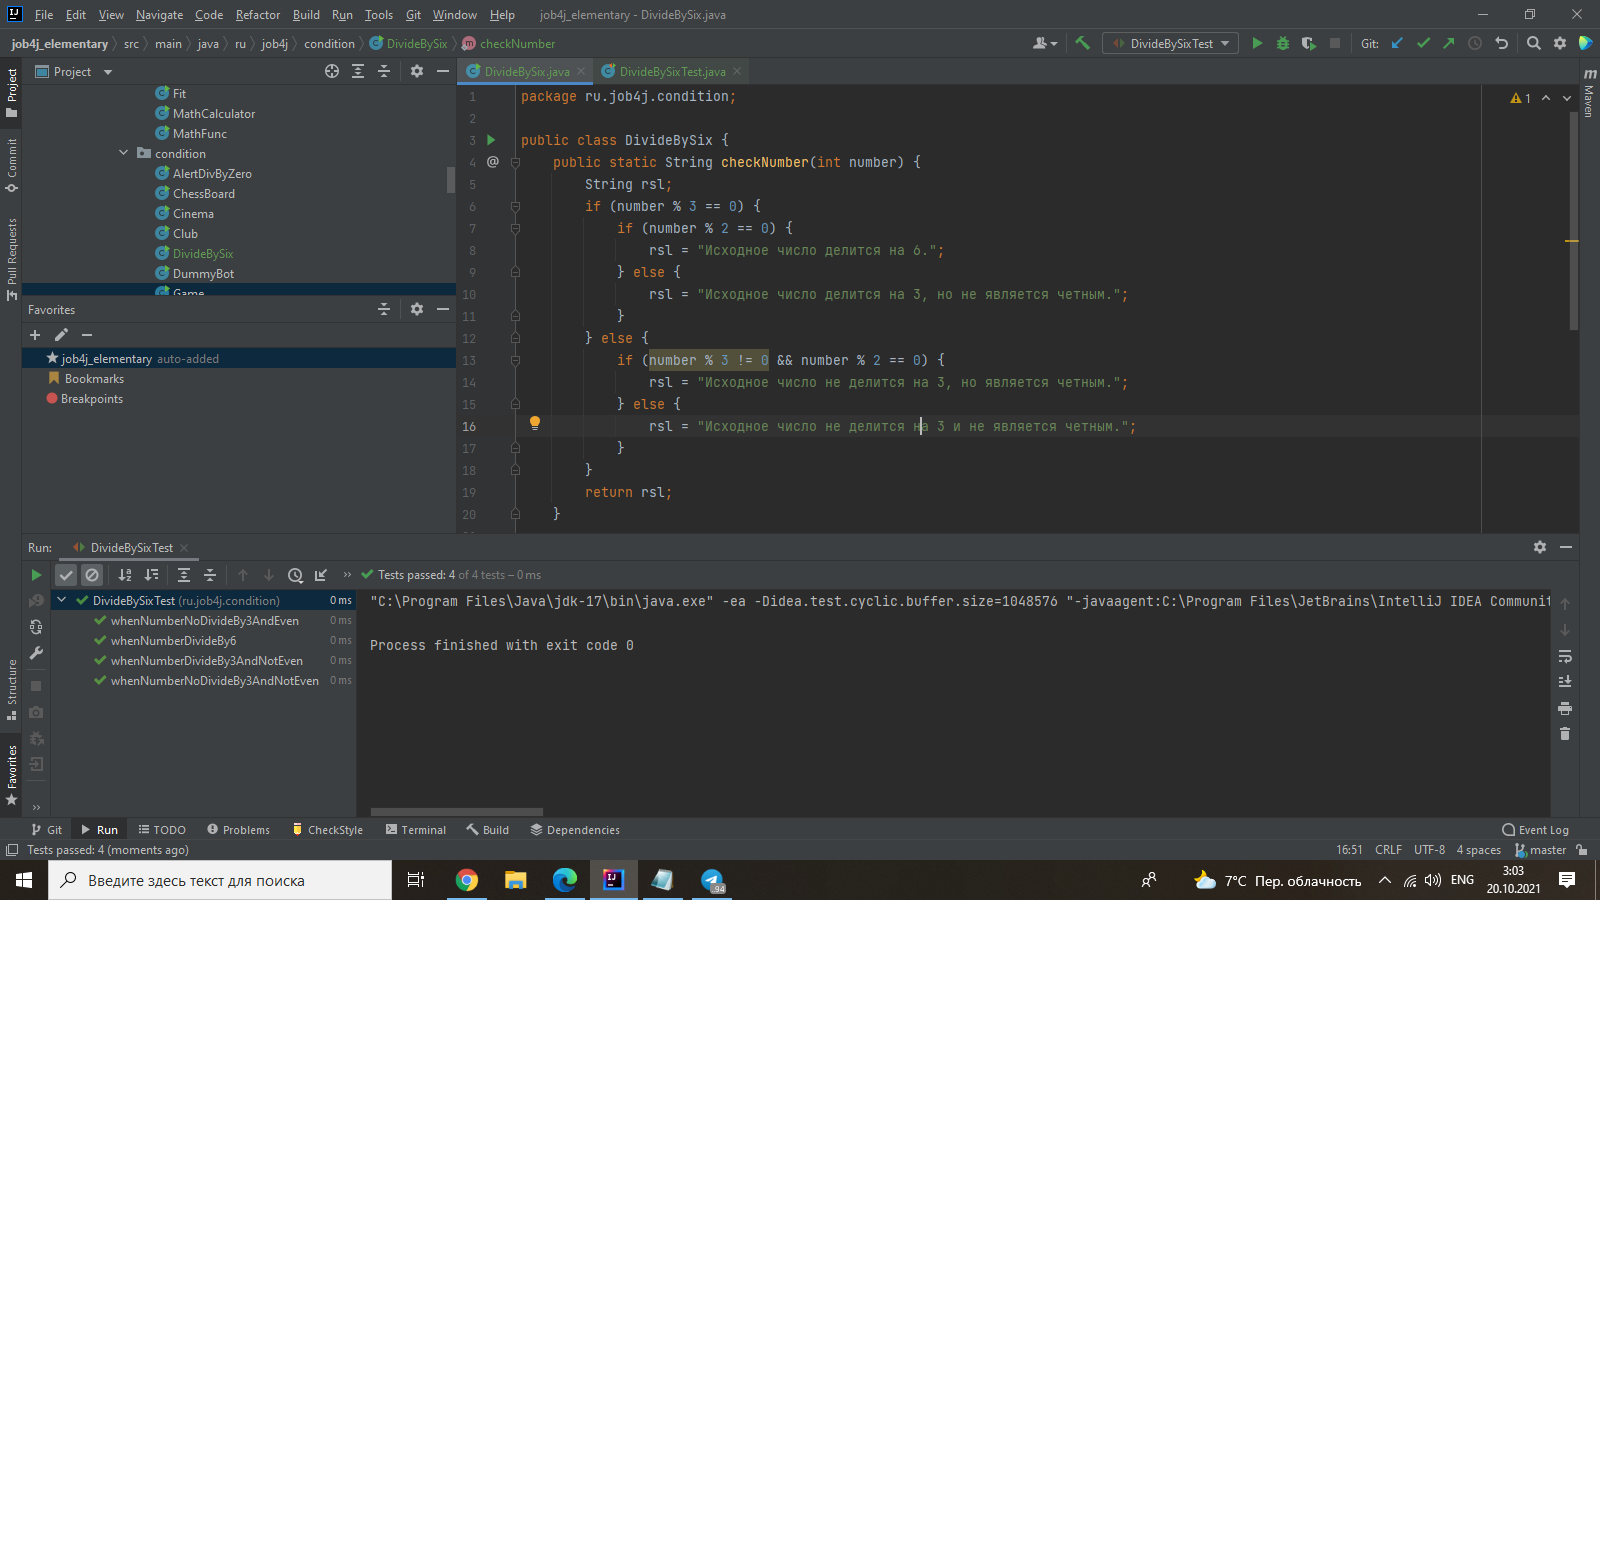 File Edit View Navigate Code Refactor Build Run Tools Git Window Help job4j_elementary - DivideBySix.java
job4j_elementary src main java ru job4j condition DivideBySix checkNumber DivideBySixTest Git:
Project
DivideBySix.java DivideBySixTest.java
Fit
MathCalculator
MathFunc
condition
AlertDivByZero
ChessBoard
Cinema
Club
DivideBySix
DummyBot
Game
Favorites
job4j_elementary auto-added
Bookmarks
Breakpoints
1 package ru.job4j.condition;
2
3 public class DivideBySix {
4 @ public static String checkNumber(int number) {
5 String rsl;
6 if (number % 3 == 0) {
7 if (number % 2 == 0) {
8 rsl = "Исходное число делится на 6.";
9 } else {
10 rsl = "Исходное число делится на 3, но не является четным.";
11 }
12 } else {
13 if (number % 3 != 0 && number % 2 == 0) {
14 rsl = "Исходное число не делится на 3, но является четным.";
15 } else {
16 rsl = "Исходное число не делится на 3 и не является четным.";
17 }
18 }
19 return rsl;
20 }
1
Project
Commit
Pull Requests
Structure
Favorites
m Maven
Run: DivideBySixTest
Tests passed: 4 of 4 tests – 0 ms
DivideBySixTest (ru.job4j.condition) 0 ms
whenNumberNoDivideBy3AndEven 0 ms
whenNumberDivideBy6 0 ms
whenNumberDivideBy3AndNotEven 0 ms
whenNumberNoDivideBy3AndNotEven 0 ms
"C:\Program Files\Java\jdk-17\bin\java.exe" -ea -Didea.test.cyclic.buffer.size=1048576 "-javaagent:C:\Program Files\JetBrains\IntelliJ IDEA Communit
Process finished with exit code 0
Git Run TODO Problems CheckStyle Terminal Build Dependencies Event Log
Tests passed: 4 (moments ago) 16:51 CRLF UTF-8 4 spaces master
Введите здесь текст для поиска 94 7°C Пер. облачность ENG 3:03
20.10.2021